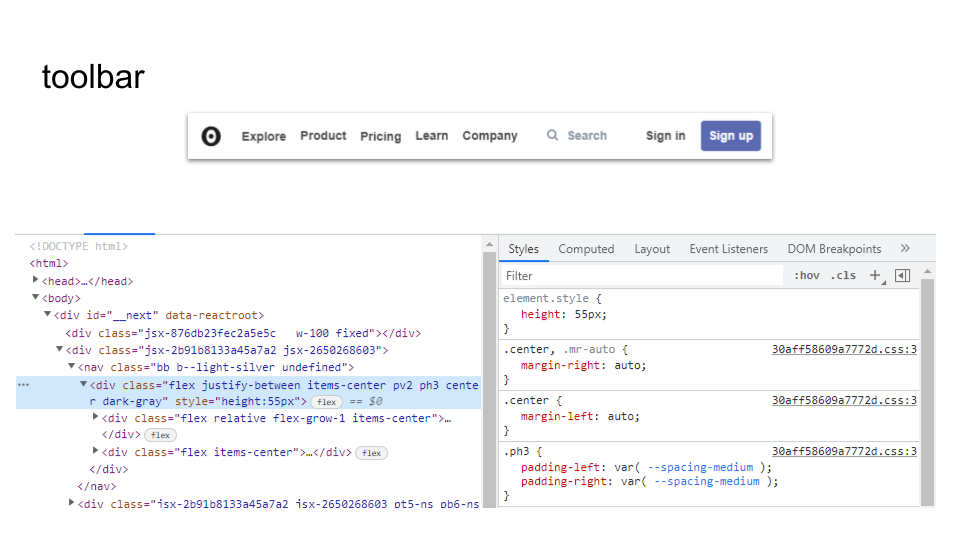 toolbar
Explore Product Pricing Learn Company Search Sign in Sign up
<!DOCTYPE html>
<html>
<head>…</head>
<body>
<div id="__next" data-reactroot>
<div class="jsx-876db23fec2a5e5c   w-100 fixed"></div>
<div class="jsx-2b91b8133a45a7a2 jsx-2650268603">
<nav class="bb b--light-silver undefined">
<div class="flex justify-between items-center pv2 ph3 cente
r dark-gray" style="height:55px"> flex == $0
<div class="flex relative flex-grow-1 items-center">…
</div> flex
<div class="flex items-center">…</div> flex
</div>
</nav>
<div class="jsx-2b91b8133a45a7a2 jsx-2650268603 pt5-ns pb6-ns
Styles Computed Layout Event Listeners DOM Breakpoints »
Filter :hov .cls +
element.style {
height: 55px;
}
.center, .mr-auto { 30aff58609a7772d.css:3
margin-right: auto;
}
.center { 30aff58609a7772d.css:3
margin-left: auto;
}
.ph3 { 30aff58609a7772d.css:3
padding-left: var( --spacing-medium );
padding-right: var( --spacing-medium );
}